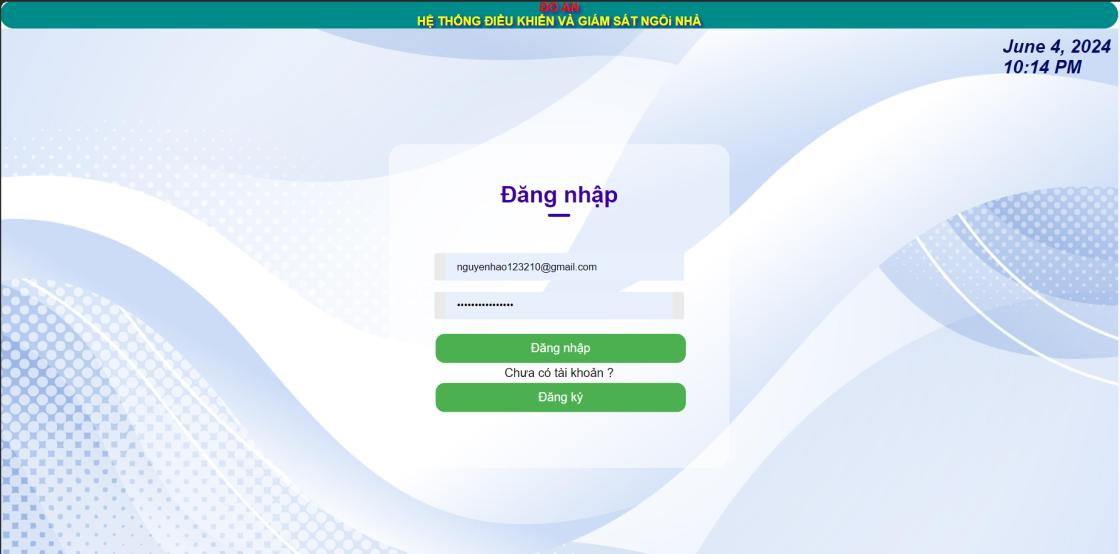 ĐỒ ÁN
HỆ THỐNG ĐIỀU KHIỂN VÀ GIÁM SÁT NGÔi NHÀ
June 4, 2024
10:14 PM
Đăng nhập
nguyenhao123210@gmail.com
••••••••••••••••
Đăng nhập
Chưa có tài khoản ?
Đăng ký